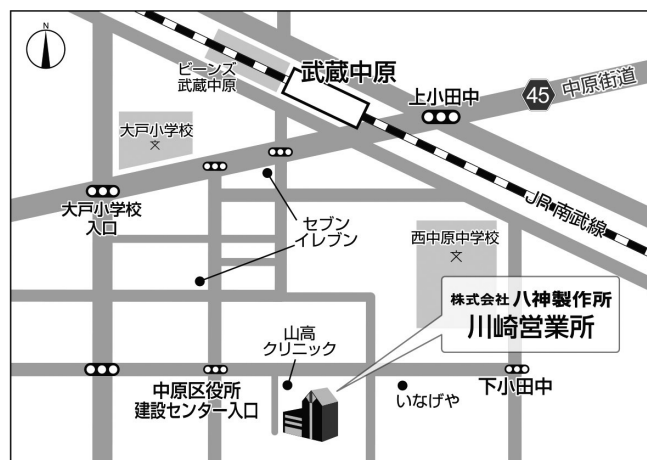 N
ビーンズ
武蔵中原
武蔵中原
上小田中
45
中原街道
大戸小学校
文
大戸小学校
入口
セブン
イレブン
JR 南武線
西中原中学校
文
株式会社 八神製作所
川崎営業所
山高
クリニック
中原区役所
建設センター入口
いなげや
下小田中